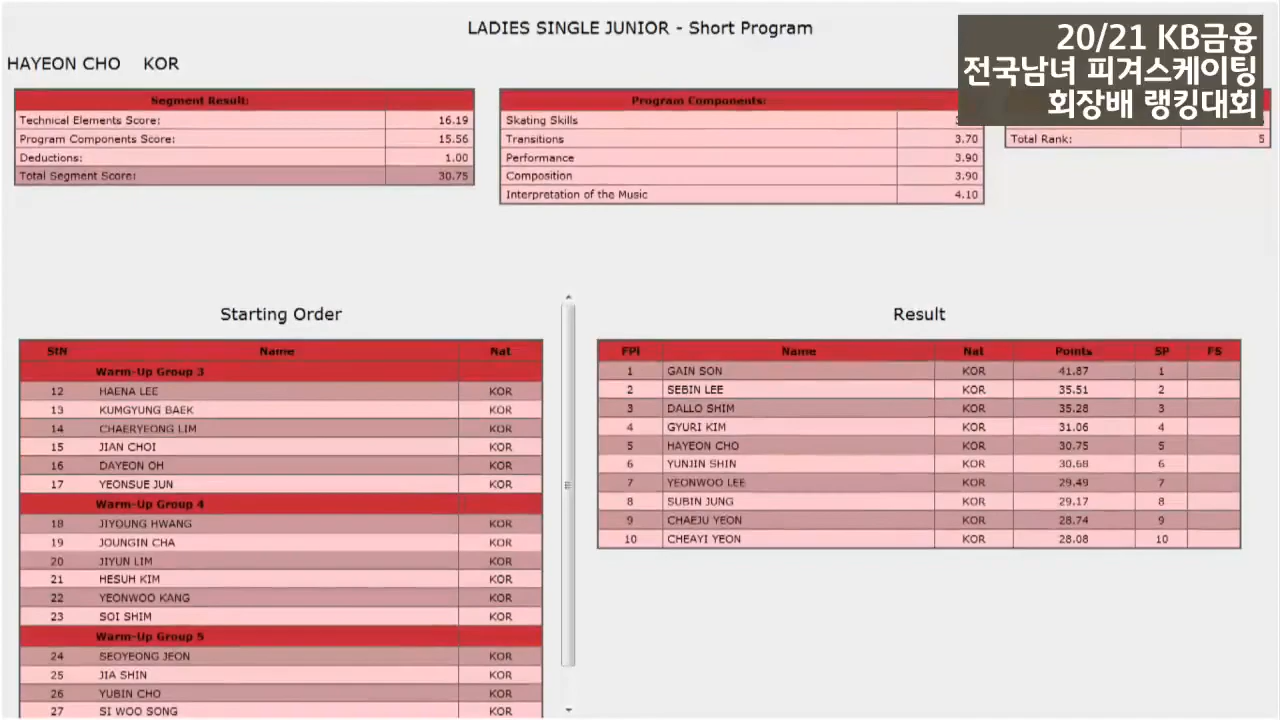 LADIES SINGLE JUNIOR - Short Program
20/21 KB금융
전국남녀 피겨스케이팅
회장배 랭킹대회
HAYEON CHO KOR
Segment Result:
Technical Elements Score: 16.19
Program Components Score: 15.56
Deductions: 1.00
Total Segment Score: 30.75
Program Components:
Skating Skills
Transitions 3.70
Performance 3.90
Composition 3.90
Interpretation of the Music 4.10
Total Rank: 5
Starting Order
StN Name Nat
Warm-Up Group 3
12 HAENA LEE KOR
13 KUMGYUNG BAEK KOR
14 CHAERYEONG LIM KOR
15 JIAN CHOI KOR
16 DAYEON OH KOR
17 YEONSUE JUN KOR
Warm-Up Group 4
18 JIYOUNG HWANG KOR
19 JOUNGIN CHA KOR
20 JIYUN LIM KOR
21 HESUH KIM KOR
22 YEONWOO KANG KOR
23 SOI SHIM KOR
Warm-Up Group 5
24 SEOYEONG JEON KOR
25 JIA SHIN KOR
26 YUBIN CHO KOR
27 SI WOO SONG KOR
Result
FPl Name Nat Points SP FS
1 GAIN SON KOR 41.87 1
2 SEBIN LEE KOR 35.51 2
3 DALLO SHIM KOR 35.28 3
4 GYURI KIM KOR 31.06 4
5 HAYEON CHO KOR 30.75 5
6 YUNJIN SHIN KOR 30.68 6
7 YEONWOO LEE KOR 29.49 7
8 SUBIN JUNG KOR 29.17 8
9 CHAEJU YEON KOR 28.74 9
10 CHEAYI YEON KOR 28.08 10